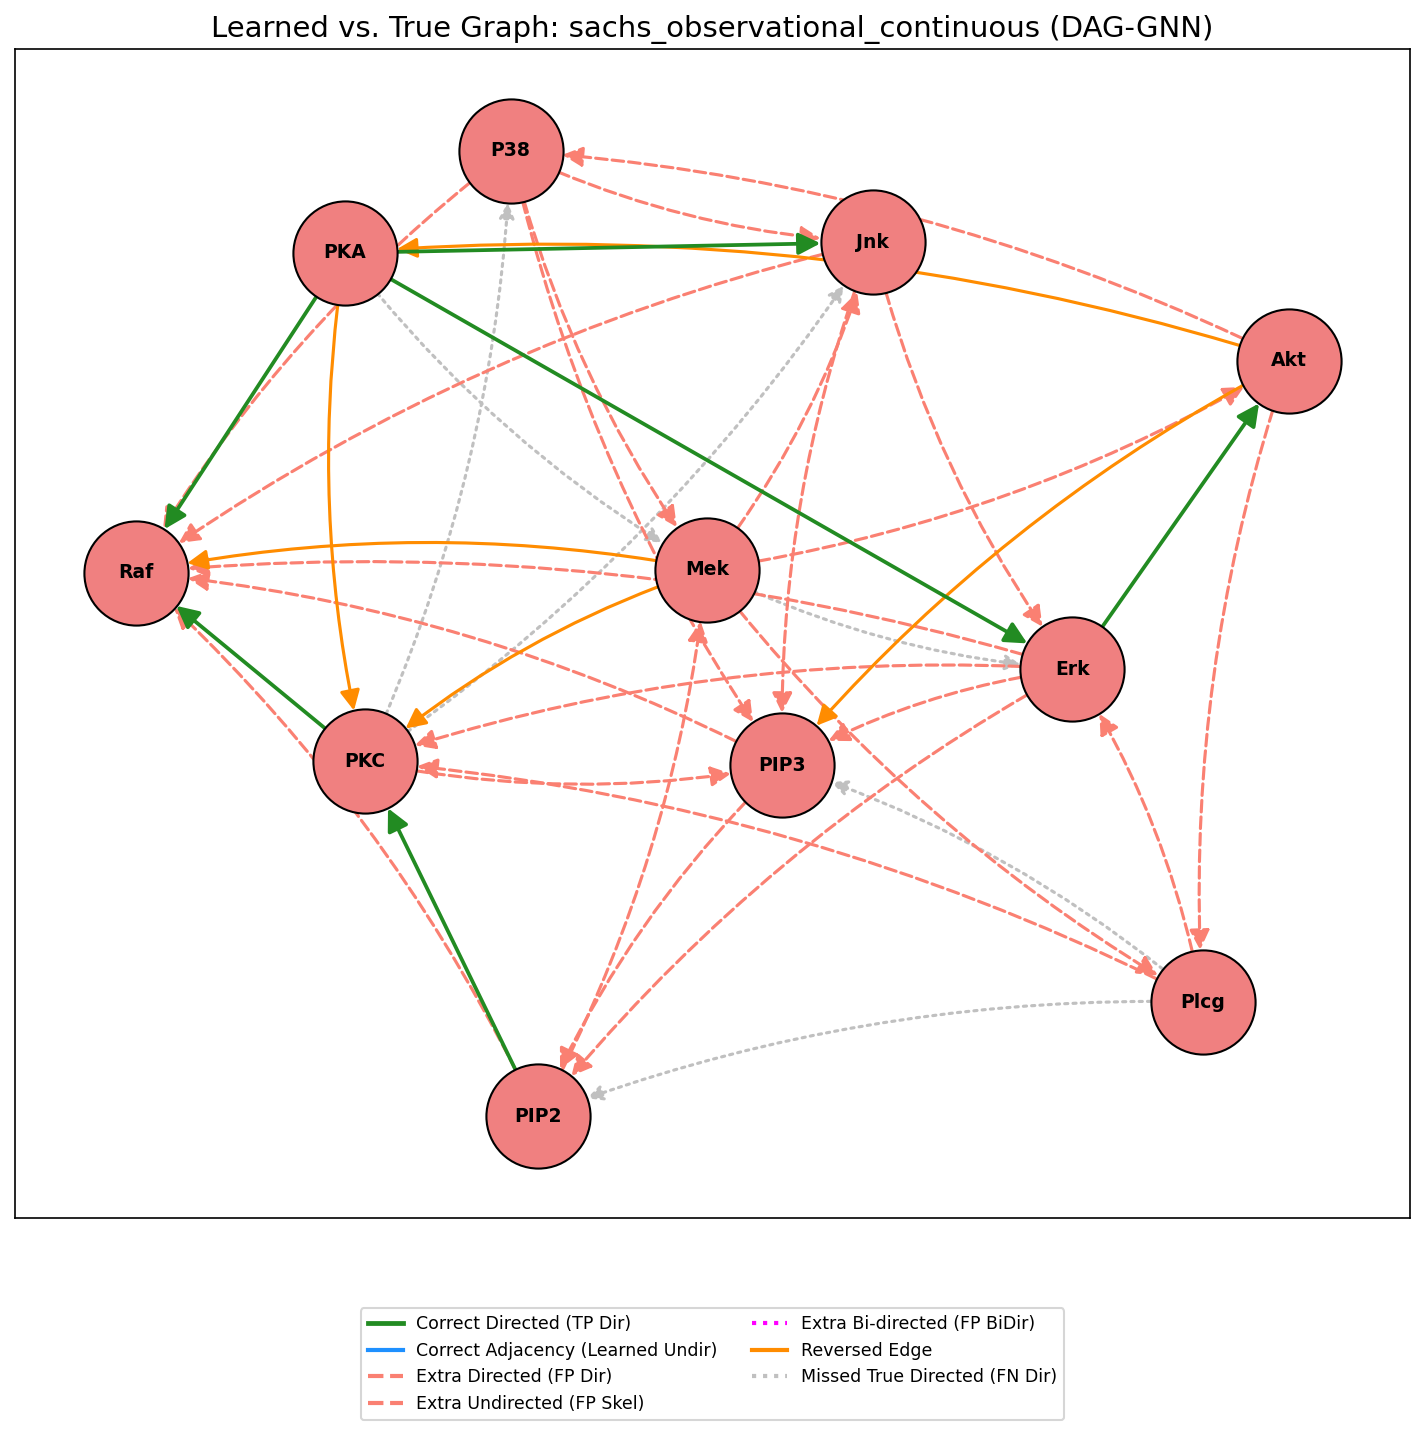 Learned vs. True Graph: sachs_observational_continuous (DAG-GNN)
P38
Jnk
PKA
Akt
Raf
Mek
Erk
PKC
PIP3
Plcg
PIP2
Correct Directed (TP Dir)
Correct Adjacency (Learned Undir)
Extra Directed (FP Dir)
Extra Undirected (FP Skel)
Extra Bi-directed (FP BiDir)
Reversed Edge
Missed True Directed (FN Dir)